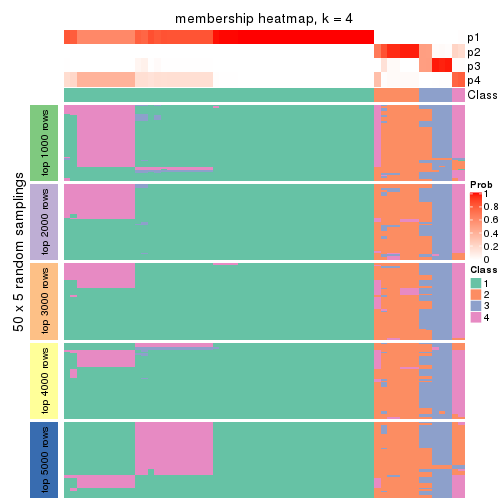 membership heatmap, k = 4
p1
p2
p3
p4
Class
50 x 5 random samplings
top 1000 rows
top 2000 rows
top 3000 rows
top 4000 rows
top 5000 rows
Prob
1
0.8
0.6
0.4
0.2
0
Class
1
2
3
4